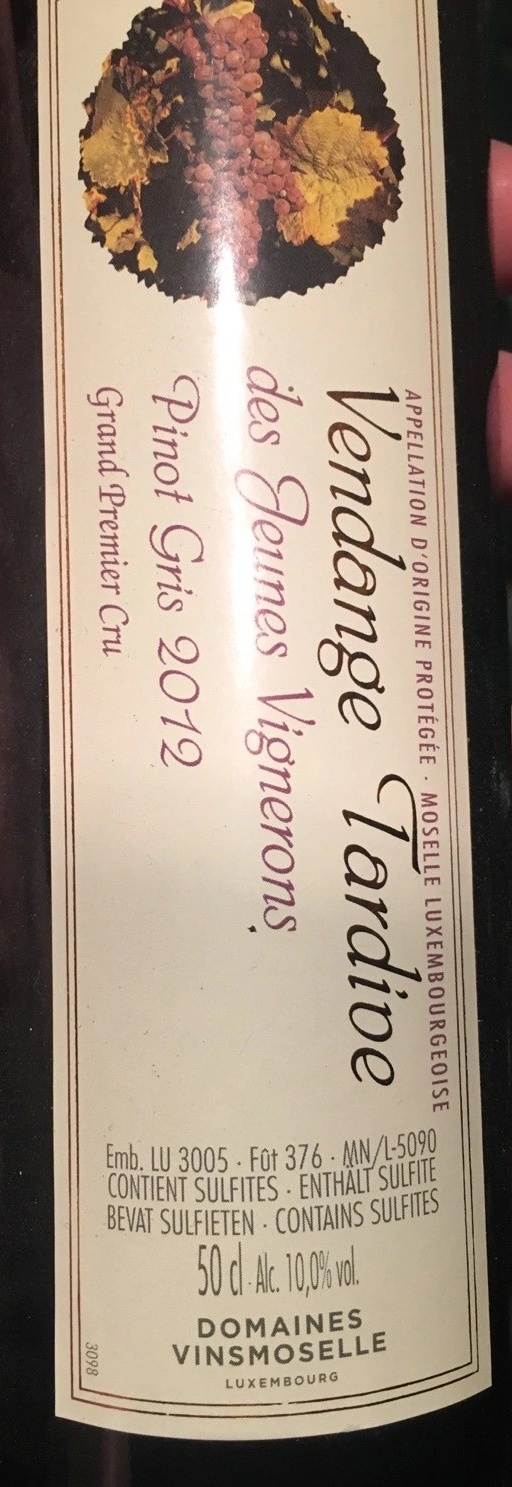 APPELLATION D'ORIGINE PROTÉGÉE · MOSELLE LUXEMBOURGEOISE
Vendange Tardive
des Jeunes Vignerons
Pinot Gris 2012
Grand Premier Cru
Emb. LU 3005 · Fût 376 · MN/L-5090
CONTIENT SULFITES · ENTHÄLT SULFITE
BEVAT SULFIETEN · CONTAINS SULFITES
50 cl · Alc. 10,0% vol.
DOMAINES
VINSMOSELLE
LUXEMBOURG
3098